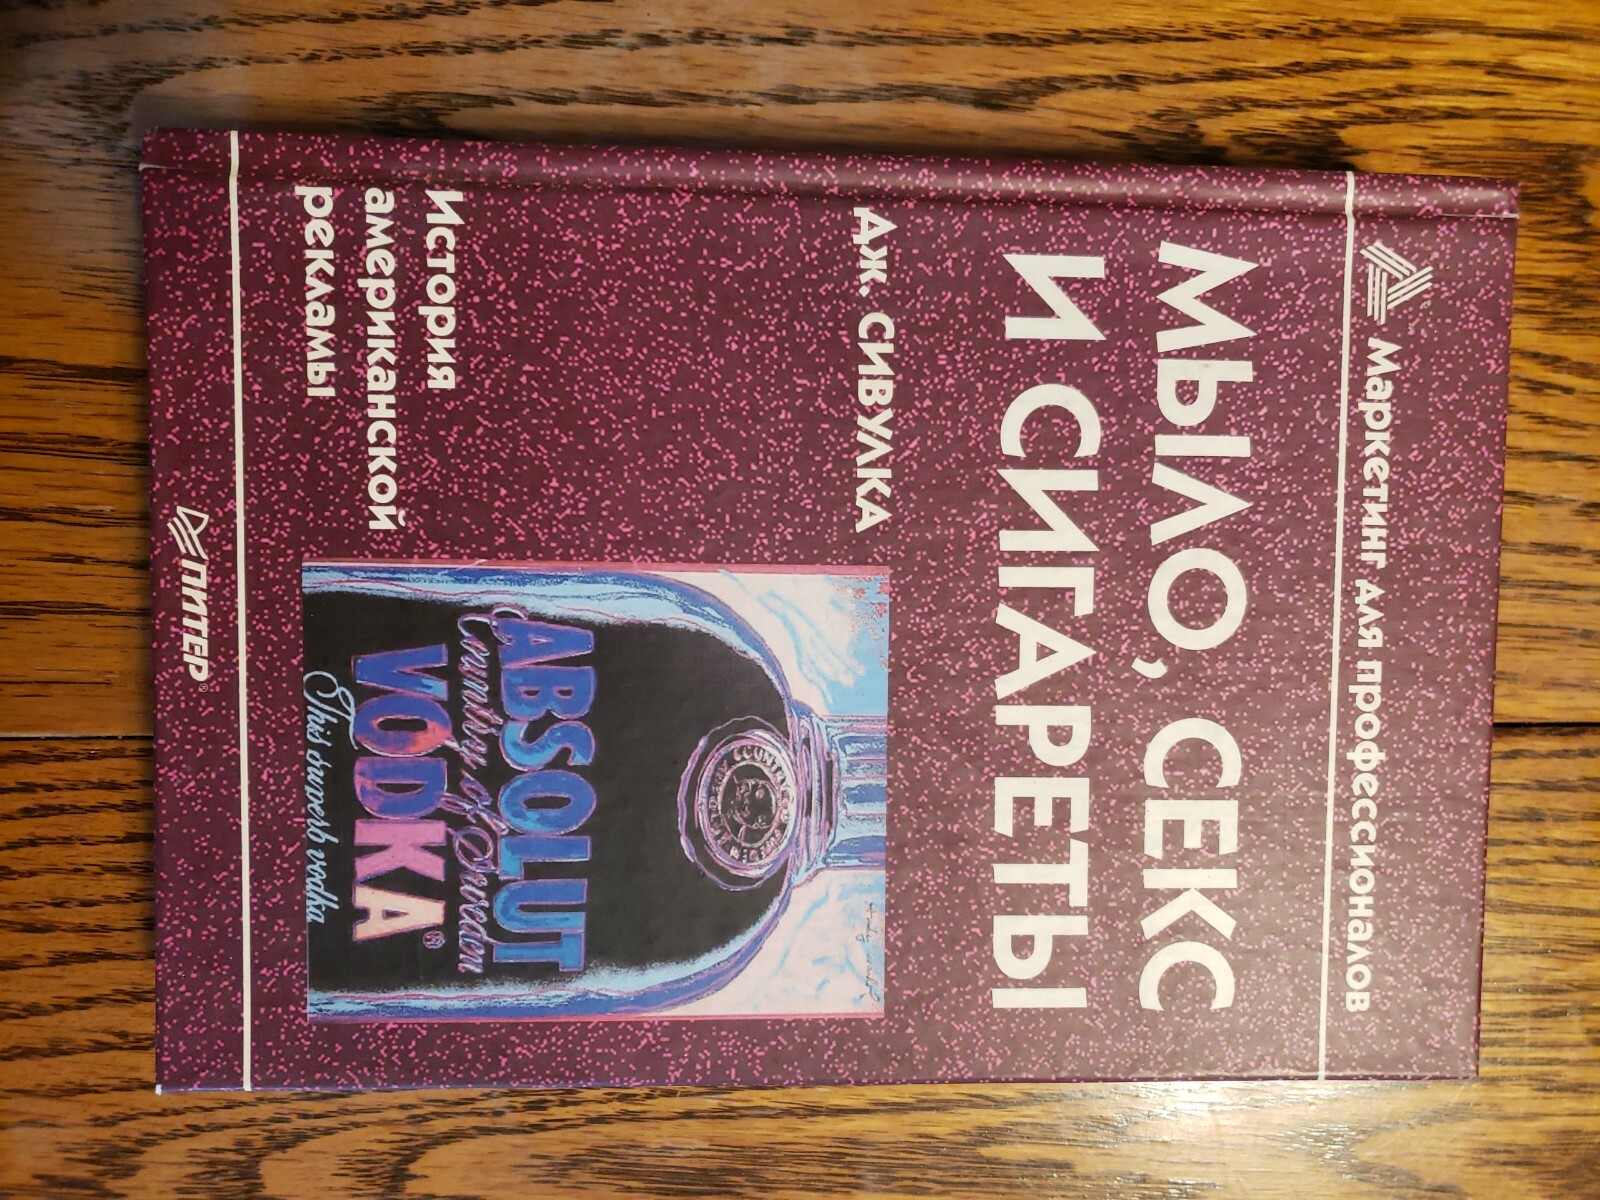 Маркетинг для профессионалов
МЫЛО, СЕКС
И СИГАРЕТЫ
Дж. СИВУЛКА
История
американской
рекламы
ABSOLUT
Country of Sweden
VODKA®
This superb vodka
ПИТЕР®